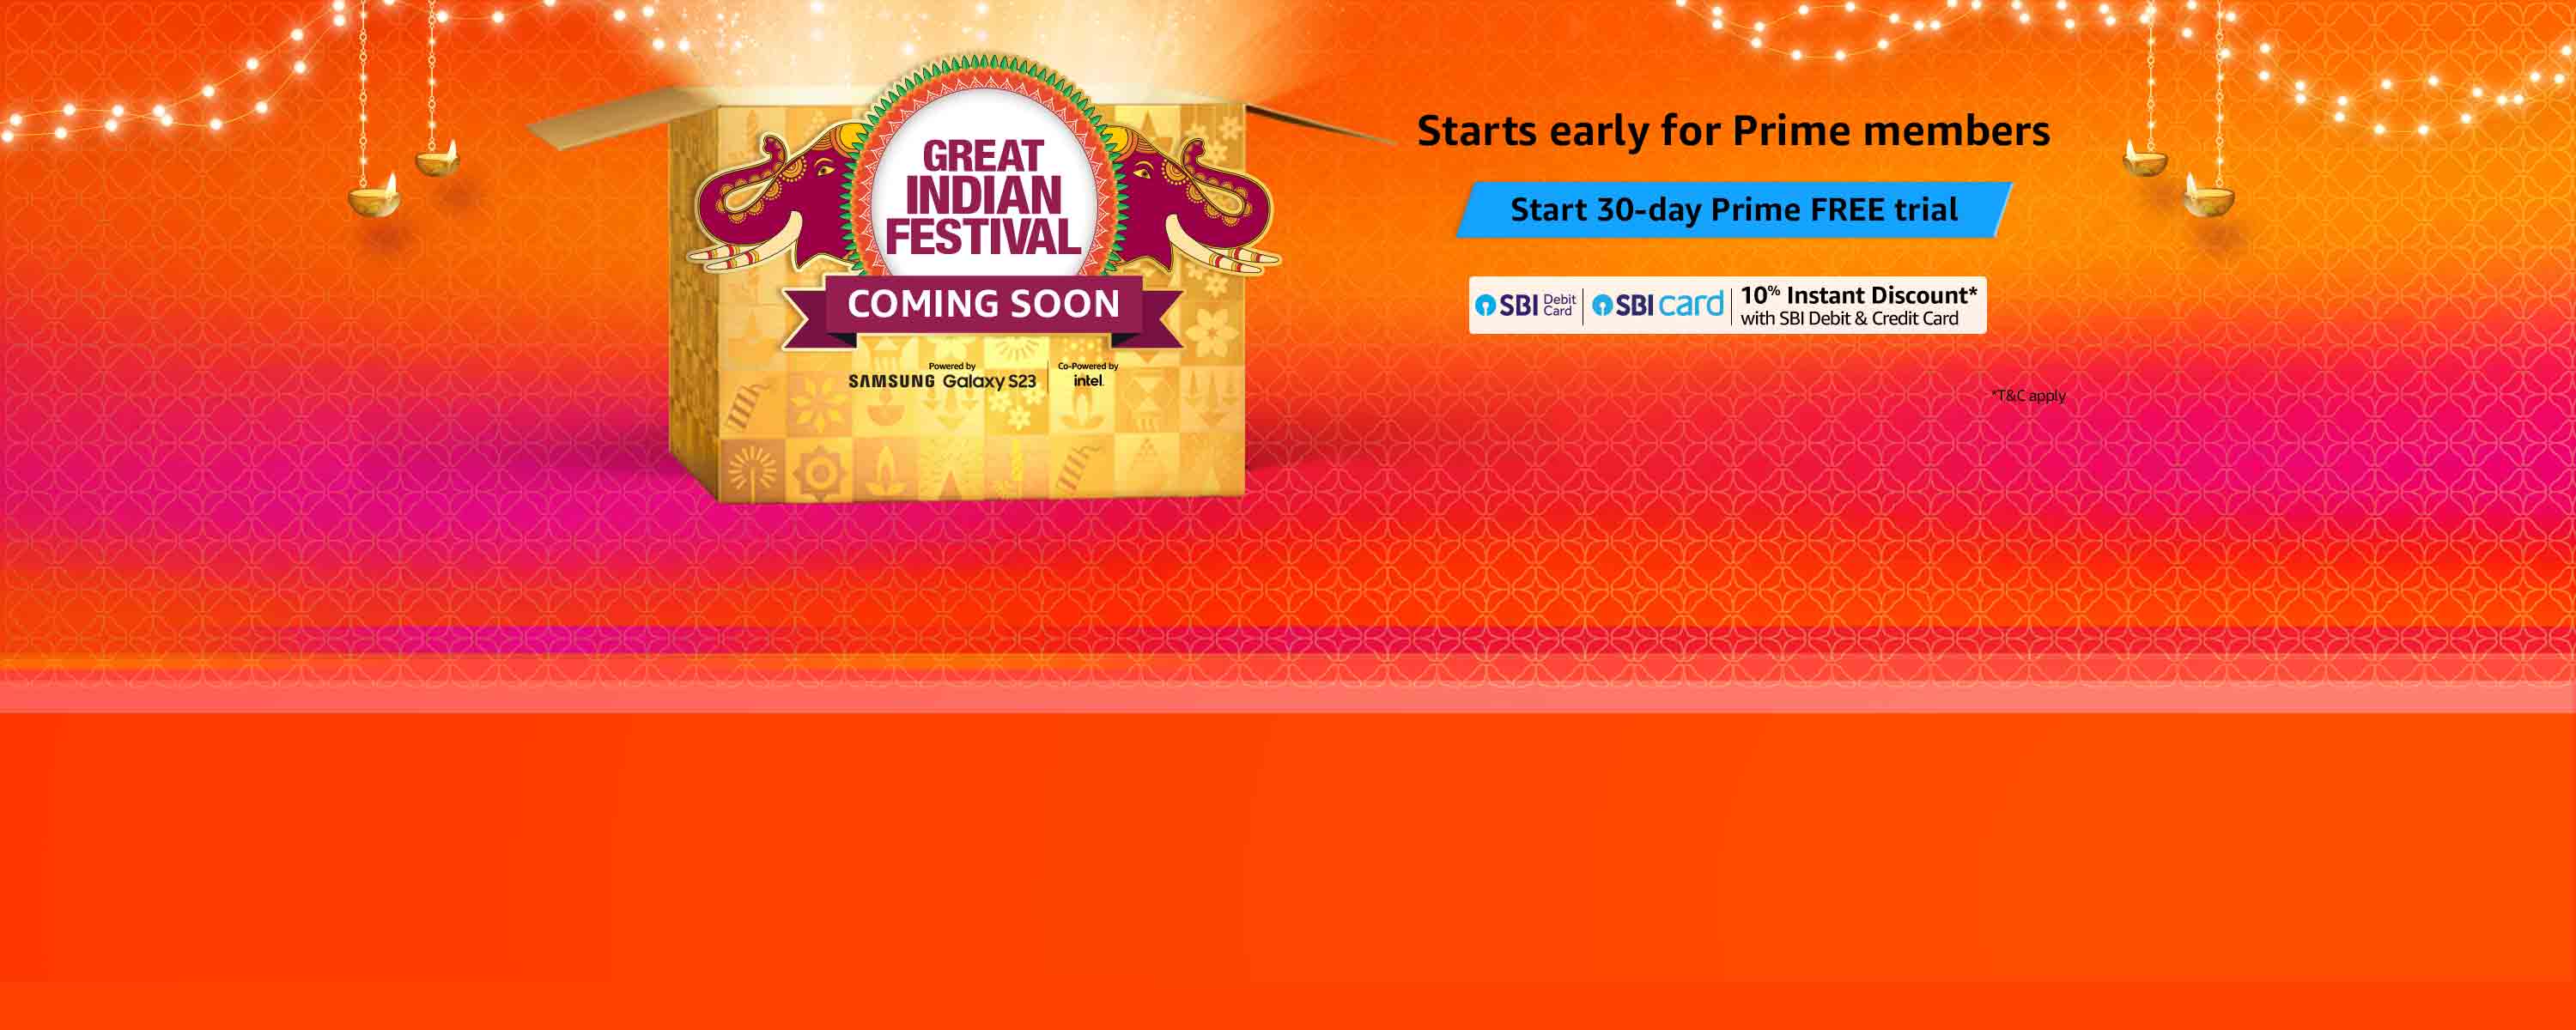 GREAT
INDIAN
FESTIVAL
COMING SOON
Powered by
SAMSUNG Galaxy S23
Co-Powered by
intel.
Starts early for Prime members
Start 30-day Prime FREE trial
SBI Debit Card
SBI card
10% Instant Discount*
with SBI Debit & Credit Card
*T&C apply